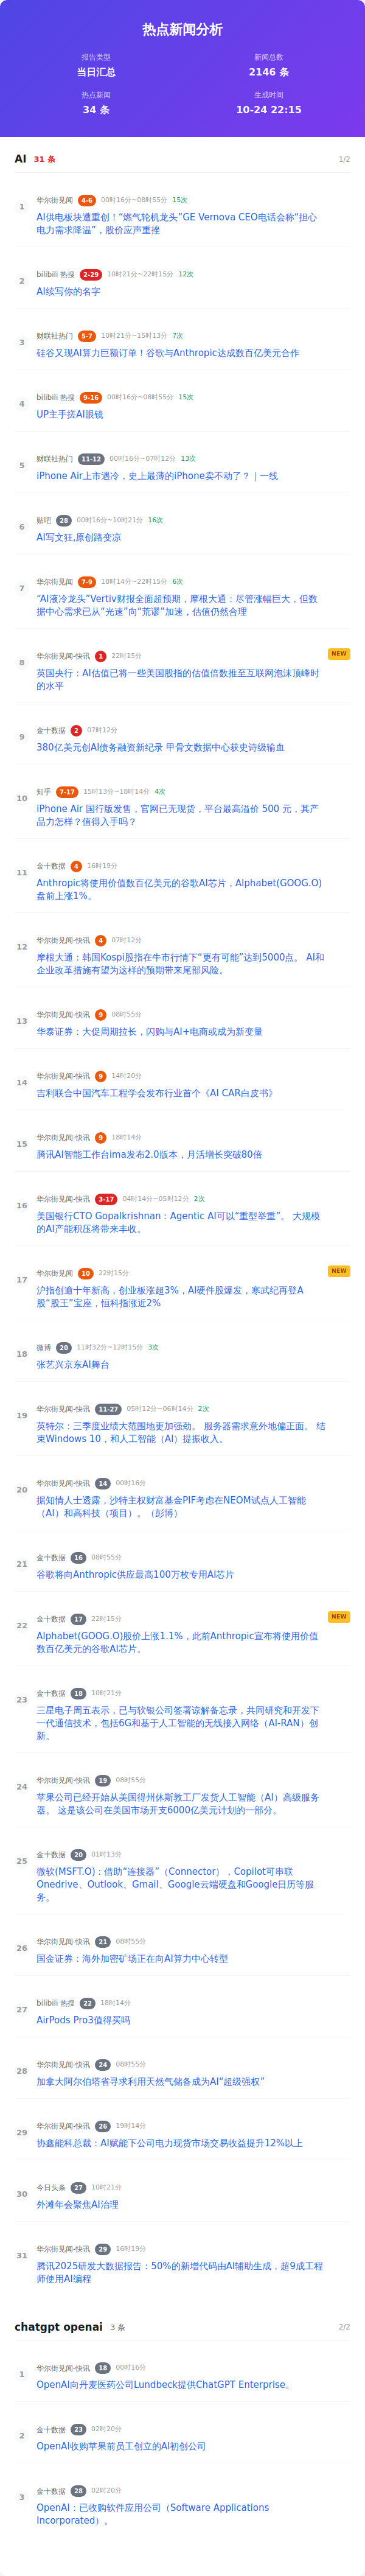 热点新闻分析
报告类型
新闻总数
当日汇总
2146 条
热点新闻
生成时间
34 条
10-24 22:15
AI 31 条 1/2
1
华尔街见闻 4-6 00时16分~08时55分 15次
AI供电板块遭重创！“燃气轮机龙头”GE Vernova CEO电话会称“担心
电力需求降温”，股价应声重挫
2
bilibili 热搜 2-29 10时21分~22时15分 12次
AI续写你的名字
3
财联社热门 5-7 10时21分~15时13分 7次
硅谷又现AI算力巨额订单！谷歌与Anthropic达成数百亿美元合作
4
bilibili 热搜 9-16 00时16分~08时55分 15次
UP主手搓AI眼镜
5
财联社热门 11-12 00时16分~07时12分 13次
iPhone Air上市遇冷，史上最薄的iPhone卖不动了？｜一线
6
贴吧 28 00时16分~10时21分 16次
AI写文狂,原创路变凉
7
华尔街见闻 7-9 18时14分~22时15分 6次
“AI液冷龙头”Vertiv财报全面超预期，摩根大通：尽管涨幅巨大，但数
据中心需求已从“光速”向“荒谬”加速，估值仍然合理
8
华尔街见闻-快讯 1 22时15分 NEW
英国央行：AI估值已将一些美国股指的估值倍数推至互联网泡沫顶峰时
的水平
9
金十数据 2 07时12分
380亿美元创AI债务融资新纪录 甲骨文数据中心获史诗级输血
10
知乎 7-17 15时13分~18时14分 4次
iPhone Air 国行版发售，官网已无现货，平台最高溢价 500 元，其产
品力怎样？值得入手吗？
11
金十数据 4 16时19分
Anthropic将使用价值数百亿美元的谷歌AI芯片，Alphabet(GOOG.O)
盘前上涨1%。
12
华尔街见闻-快讯 4 07时12分
摩根大通：韩国Kospi股指在牛市行情下“更有可能”达到5000点。 AI和
企业改革措施有望为这样的预期带来尾部风险。
13
华尔街见闻-快讯 9 08时55分
华泰证券：大促周期拉长，闪购与AI+电商或成为新变量
14
华尔街见闻-快讯 9 14时20分
吉利联合中国汽车工程学会发布行业首个《AI CAR白皮书》
15
华尔街见闻-快讯 9 18时14分
腾讯AI智能工作台ima发布2.0版本，月活增长突破80倍
16
华尔街见闻-快讯 3-17 04时14分~05时12分 2次
美国银行CTO Gopalkrishnan：Agentic AI可以“重型举重”。 大规模
的AI产能积压将带来丰收。
17
华尔街见闻 10 22时15分 NEW
沪指创逾十年新高，创业板涨超3%，AI硬件股爆发，寒武纪再登A
股“股王”宝座，恒科指涨近2%
18
微博 20 11时32分~12时15分 3次
张艺兴京东AI舞台
19
华尔街见闻-快讯 11-27 05时12分~06时14分 2次
英特尔：三季度业绩大范围地更加强劲。 服务器需求意外地偏正面。 结
束Windows 10，和人工智能（AI）提振收入。
20
华尔街见闻-快讯 14 00时16分
据知情人士透露，沙特主权财富基金PIF考虑在NEOM试点人工智能
（AI）和高科技（项目）。（彭博）
21
金十数据 16 08时55分
谷歌将向Anthropic供应最高100万枚专用AI芯片
22
金十数据 17 22时15分 NEW
Alphabet(GOOG.O)股价上涨1.1%，此前Anthropic宣布将使用价值
数百亿美元的谷歌AI芯片。
23
金十数据 18 10时21分
三星电子周五表示，已与软银公司签署谅解备忘录，共同研究和开发下
一代通信技术，包括6G和基于人工智能的无线接入网络（AI-RAN）创
新。
24
华尔街见闻-快讯 19 08时55分
苹果公司已经开始从美国得州休斯敦工厂发货人工智能（AI）高级服务
器。 这是该公司在美国市场开支6000亿美元计划的一部分。
25
金十数据 20 01时13分
微软(MSFT.O)：借助“连接器”（Connector），Copilot可串联
Onedrive、Outlook、Gmail、Google云端硬盘和Google日历等服
务。
26
华尔街见闻-快讯 21 08时55分
国金证券：海外加密矿场正在向AI算力中心转型
27
bilibili 热搜 22 18时14分
AirPods Pro3值得买吗
28
华尔街见闻-快讯 24 08时55分
加拿大阿尔伯塔省寻求利用天然气储备成为AI“超级强权”
29
华尔街见闻-快讯 26 19时14分
协鑫能科总裁：AI赋能下公司电力现货市场交易收益提升12%以上
30
今日头条 27 10时21分
外滩年会聚焦AI治理
31
华尔街见闻-快讯 29 16时19分
腾讯2025研发大数据报告：50%的新增代码由AI辅助生成，超9成工程
师使用AI编程
chatgpt openai 3 条 2/2
1
华尔街见闻-快讯 18 00时16分
OpenAI向丹麦医药公司Lundbeck提供ChatGPT Enterprise。
2
金十数据 23 02时20分
OpenAI收购苹果前员工创立的AI初创公司
3
金十数据 28 02时20分
OpenAI：已收购软件应用公司（Software Applications
Incorporated）。